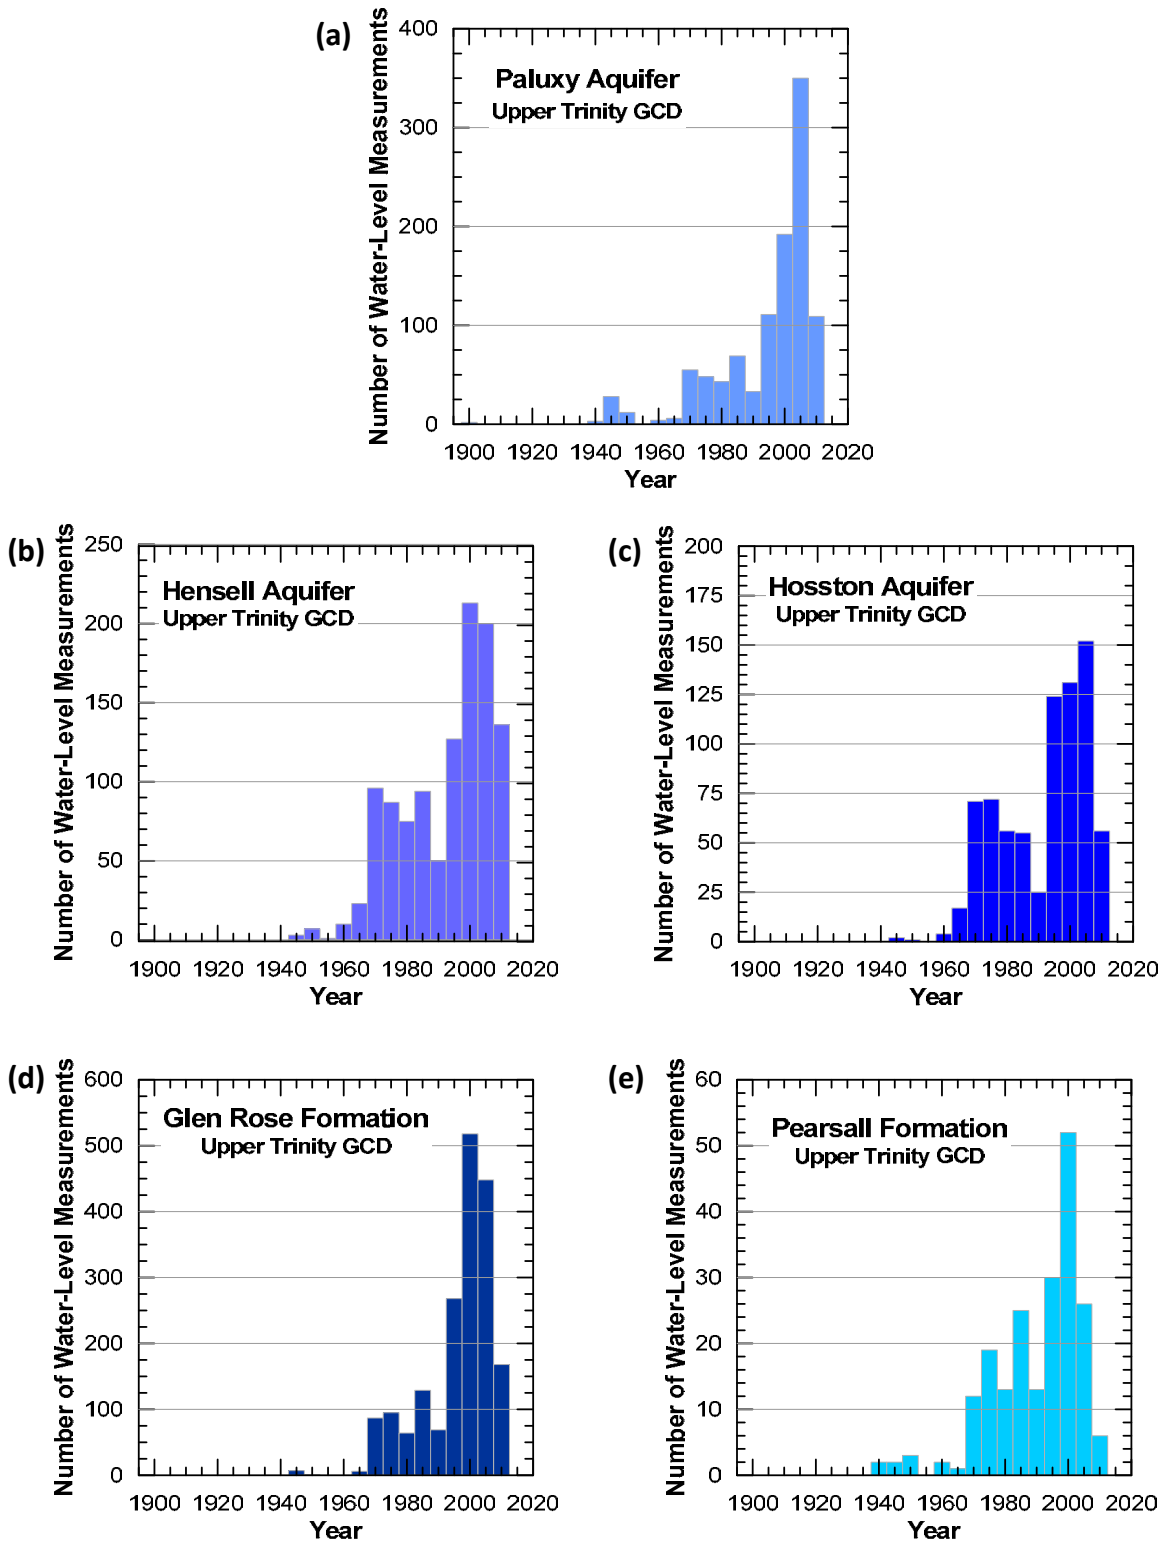 (a)
Number of Water-Level Measurements
400
300
200
100
0
Paluxy Aquifer
Upper Trinity GCD
1900 1920 1940 1960 1980 2000 2020
Year
(b)
Number of Water-Level Measurements
250
200
150
100
50
0
Hensell Aquifer
Upper Trinity GCD
1900 1920 1940 1960 1980 2000 2020
Year
(c)
Number of Water-Level Measurements
200
175
150
125
100
75
50
25
0
Hosston Aquifer
Upper Trinity GCD
1900 1920 1940 1960 1980 2000 2020
Year
(d)
Number of Water-Level Measurements
600
500
400
300
200
100
0
Glen Rose Formation
Upper Trinity GCD
1900 1920 1940 1960 1980 2000 2020
Year
(e)
Number of Water-Level Measurements
60
50
40
30
20
10
0
Pearsall Formation
Upper Trinity GCD
1900 1920 1940 1960 1980 2000 2020
Year